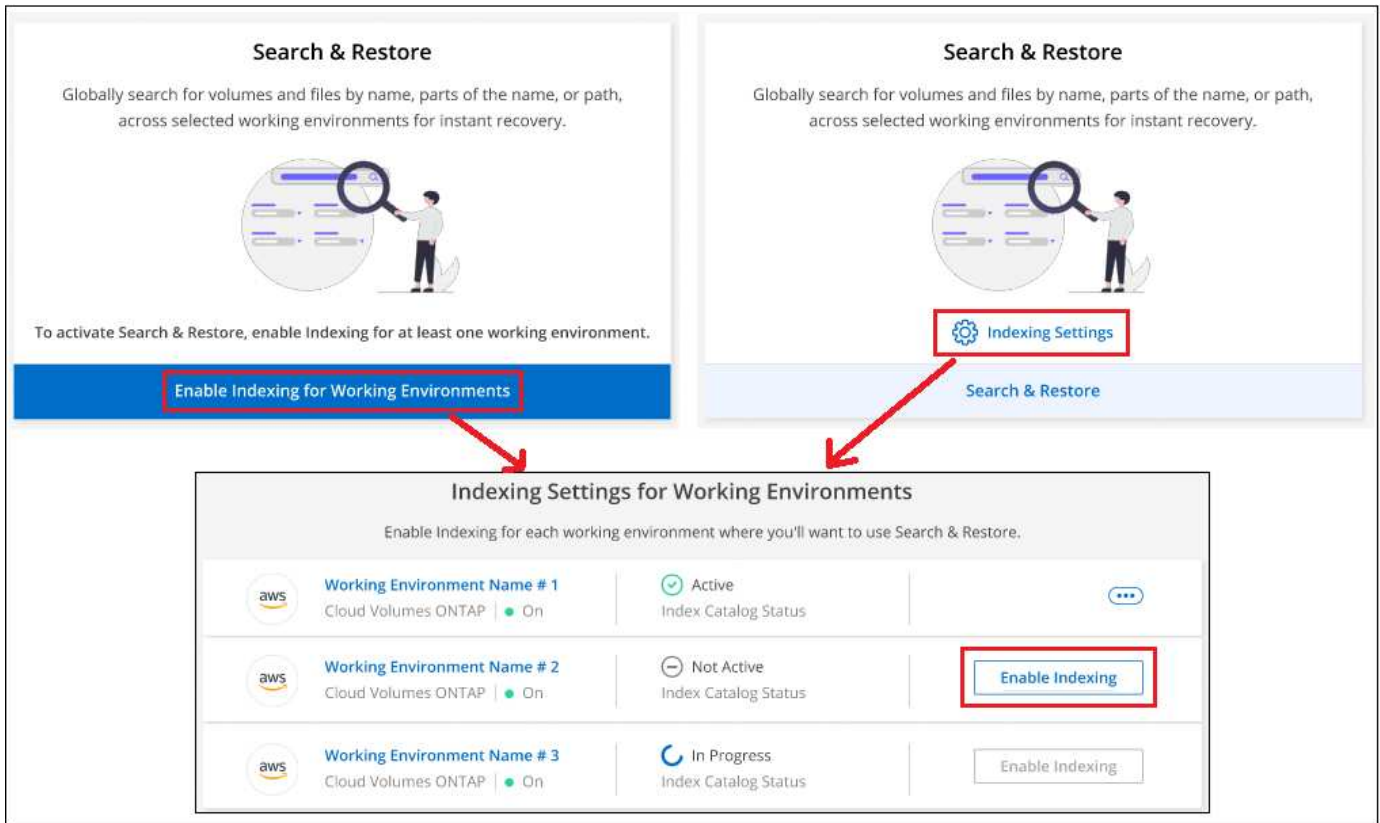 Search & Restore
Globally search for volumes and files by name, parts of the name, or path,
across selected working environments for instant recovery.
To activate Search & Restore, enable Indexing for at least one working environment.
Enable Indexing for Working Environments
Search & Restore
Globally search for volumes and files by name, parts of the name, or path,
across selected working environments for instant recovery.
Indexing Settings
Search & Restore
Indexing Settings for Working Environments
Enable Indexing for each working environment where you'll want to use Search & Restore.
aws
Working Environment Name # 1
Cloud Volumes ONTAP | On
Active
Index Catalog Status
aws
Working Environment Name # 2
Cloud Volumes ONTAP | On
Not Active
Index Catalog Status
Enable Indexing
aws
Working Environment Name # 3
Cloud Volumes ONTAP | On
In Progress
Index Catalog Status
Enable Indexing